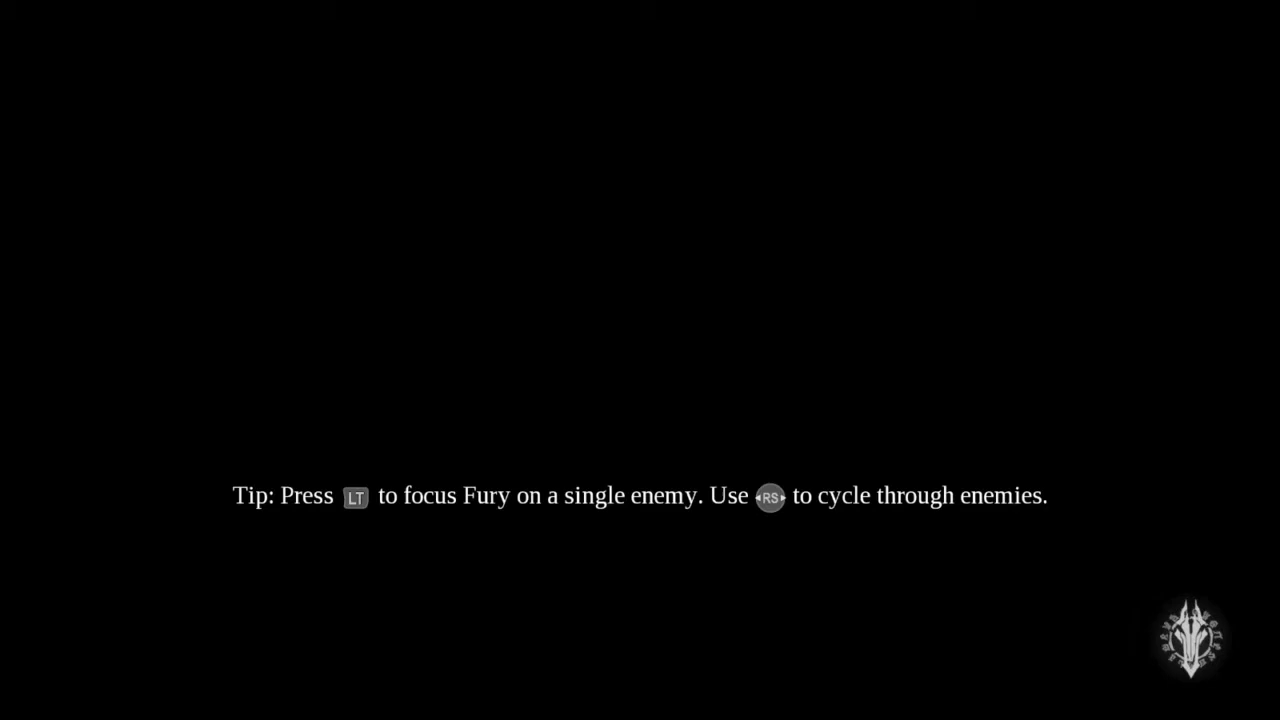 Tip: Press LT to focus Fury on a single enemy. Use RS to cycle through enemies.